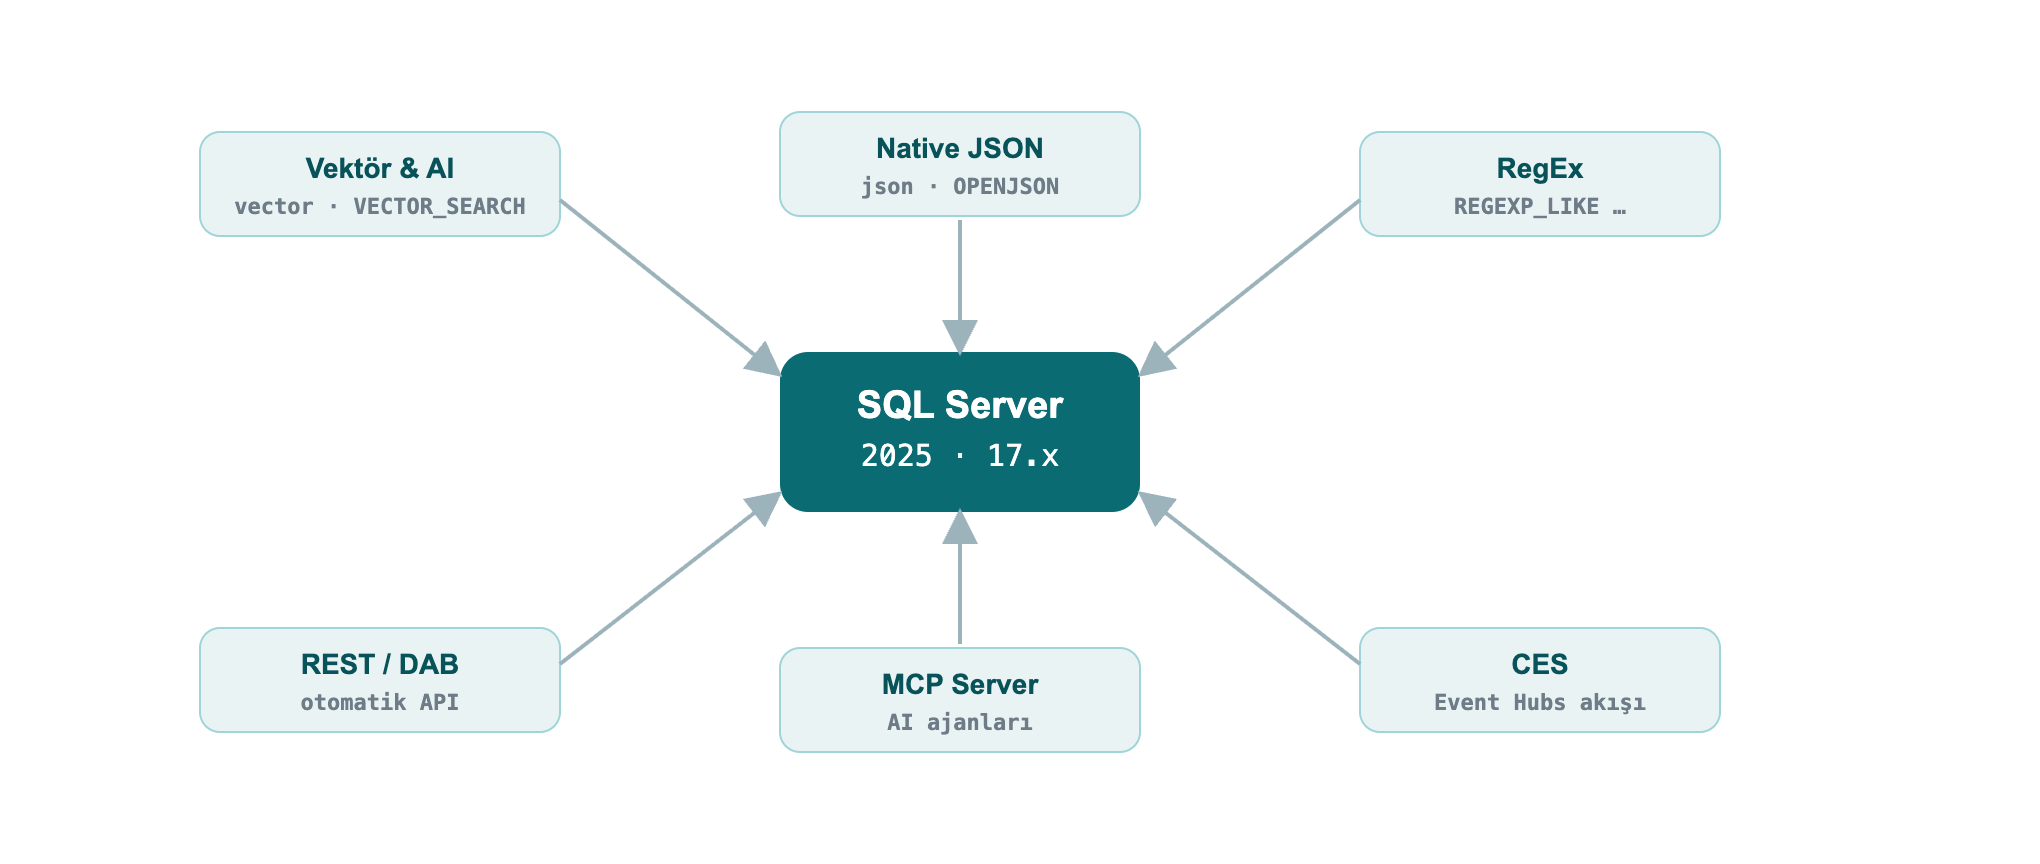 Vektör & AI
vector · VECTOR_SEARCH
Native JSON
json · OPENJSON
RegEx
REGEXP_LIKE …
SQL Server
2025 · 17.x
REST / DAB
otomatik API
MCP Server
AI ajanları
CES
Event Hubs akışı